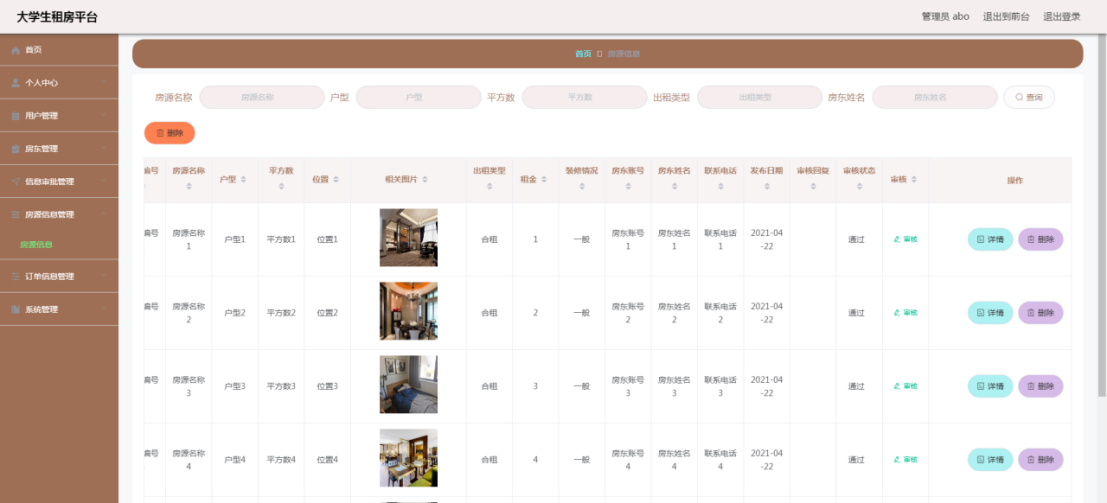 大学生租房平台
管理员 abo 退出到前台 退出登录
首页
个人中心
用户管理
房东管理
信息审批管理
房源信息管理
房源信息
订单信息管理
系统管理
首页 房源信息
房源名称 房源名称 户型 户型 平方数 平方数 出租类型 出租类型 房东姓名 房东姓名 查询
删除
编号 房源名称 户型 平方数 位置 相关图片 出租类型 租金 装修情况 房东账号 房东姓名 联系电话 发布日期 审核回复 审核状态 审核 操作
编号 房源名称1 户型1 平方数1 位置1 合租 1 一般 房东账号1 房东姓名1 联系电话1 2021-04-22 通过 审核 详情 删除
编号 房源名称2 户型2 平方数2 位置2 合租 2 一般 房东账号2 房东姓名2 联系电话2 2021-04-22 通过 审核 详情 删除
编号 房源名称3 户型3 平方数3 位置3 合租 3 一般 房东账号3 房东姓名3 联系电话3 2021-04-22 通过 审核 详情 删除
编号 房源名称4 户型4 平方数4 位置4 合租 4 一般 房东账号4 房东姓名4 联系电话4 2021-04-22 通过 审核 详情 删除